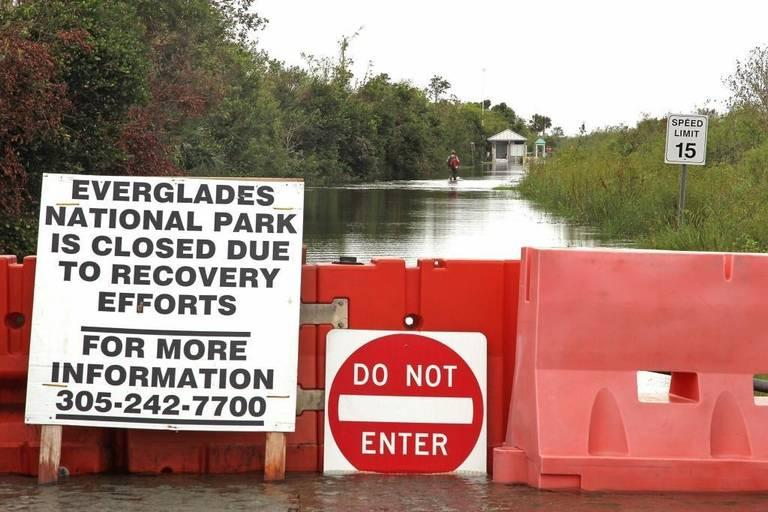 EVERGLADES
NATIONAL PARK
IS CLOSED DUE
TO RECOVERY
EFFORTS
FOR MORE
INFORMATION
305-242-7700
DO NOT
ENTER
SPEED
LIMIT
15